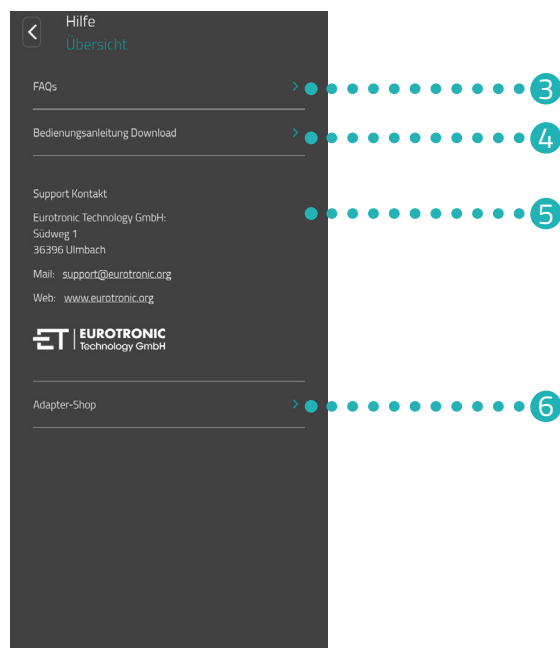 Hilfe
Übersicht
FAQs
3
Bedienungsanleitung Download
4
Support Kontakt
Eurotronic Technology GmbH:
5
Südweg 1
36396 Ulmbach
Mail: support@eurotronic.org
Web: www.eurotronic.org
ET EUROTRONIC
Technology GmbH
Adapter-Shop
6